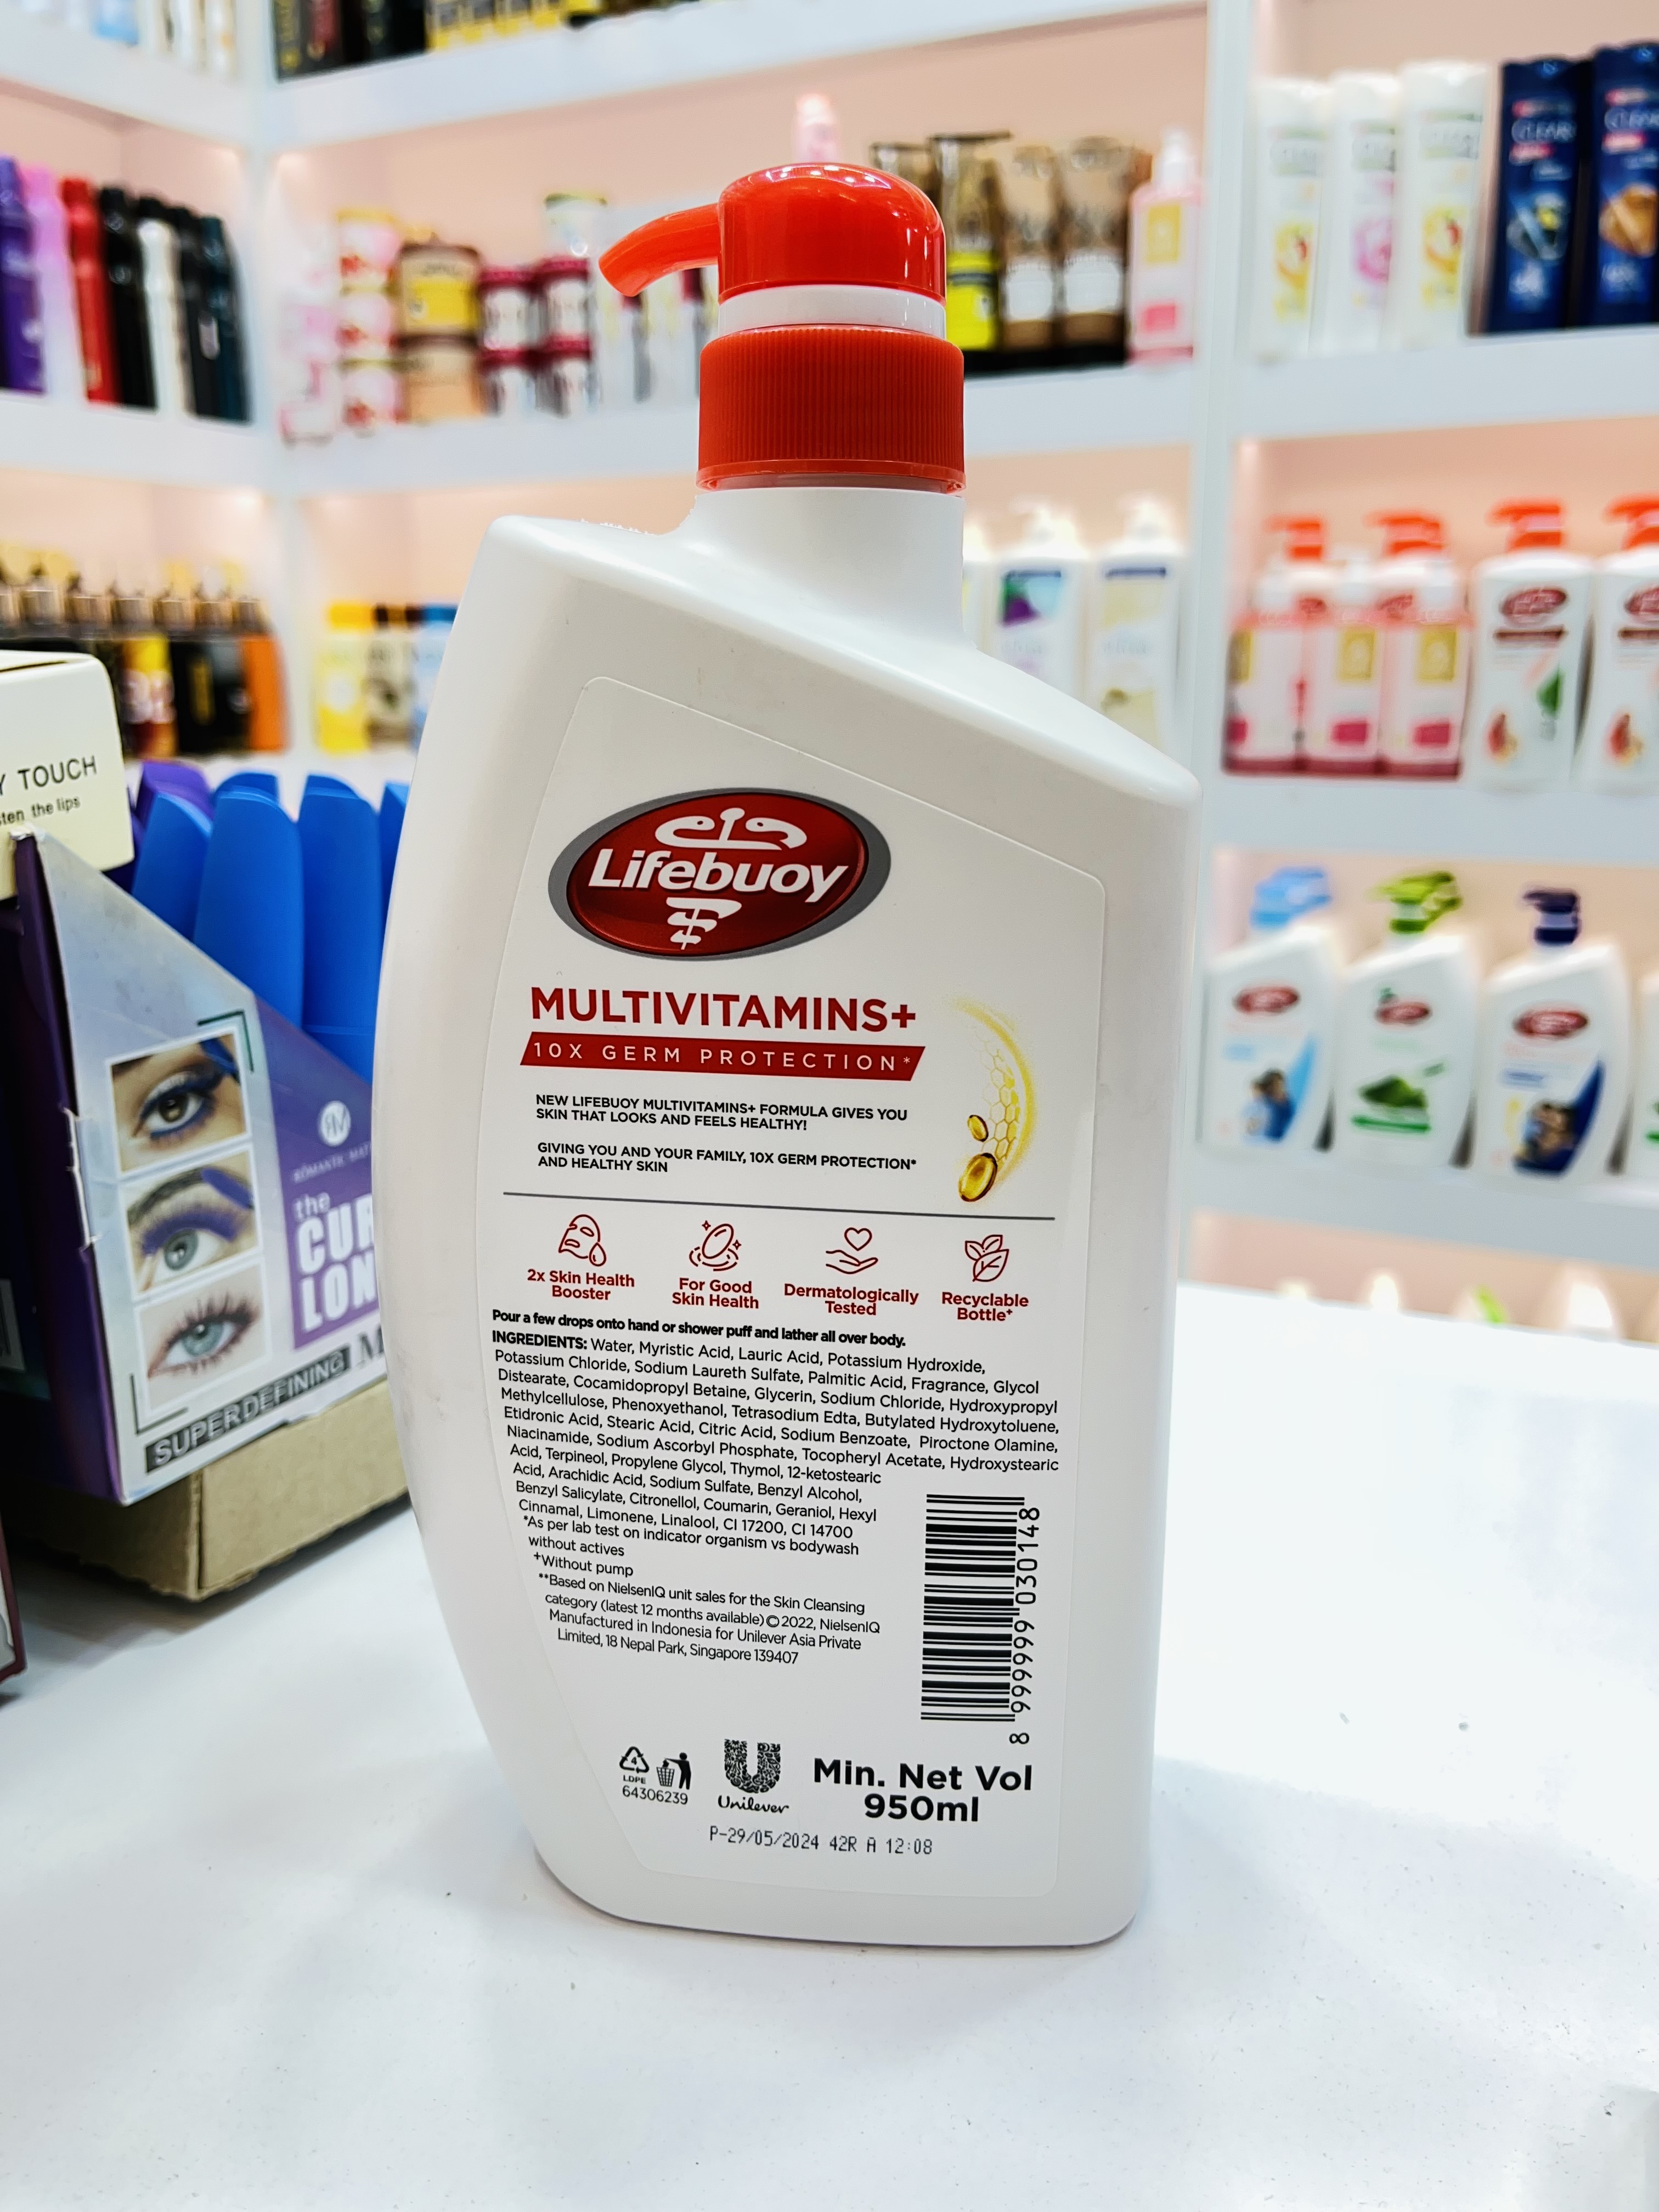 Lifebuoy
MULTIVITAMINS+
10X GERM PROTECTION*
NEW LIFEBUOY MULTIVITAMINS+ FORMULA GIVES YOU
SKIN THAT LOOKS AND FEELS HEALTHY!
GIVING YOU AND YOUR FAMILY, 10X GERM PROTECTION*
AND HEALTHY SKIN
2x Skin Health
Booster
For Good
Skin Health
Dermatologically
Tested
Recyclable
Bottle⁺
Pour a few drops onto hand or shower puff and lather all over body.
INGREDIENTS: Water, Myristic Acid, Lauric Acid, Potassium Hydroxide,
Potassium Chloride, Sodium Laureth Sulfate, Palmitic Acid, Fragrance, Glycol
Distearate, Cocamidopropyl Betaine, Glycerin, Sodium Chloride, Hydroxypropyl
Methylcellulose, Phenoxyethanol, Tetrasodium Edta, Butylated Hydroxytoluene,
Etidronic Acid, Stearic Acid, Citric Acid, Sodium Benzoate, Piroctone Olamine,
Niacinamide, Sodium Ascorbyl Phosphate, Tocopheryl Acetate, Hydroxystearic
Acid, Terpineol, Propylene Glycol, Thymol, 12-ketostearic
Acid, Arachidic Acid, Sodium Sulfate, Benzyl Alcohol,
Benzyl Salicylate, Citronellol, Coumarin, Geraniol, Hexyl
Cinnamal, Limonene, Linalool, CI 17200, CI 14700
*As per lab test on indicator organism vs bodywash
without actives
⁺Without pump
**Based on NielsenIQ unit sales for the Skin Cleansing
category (latest 12 months available) © 2022, NielsenIQ
Manufactured in Indonesia for Unilever Asia Private
Limited, 18 Nepal Park, Singapore 139407
8 999999 030148
4
LDPE
64306239
Unilever
Min. Net Vol
950ml
P-29/05/2024 42R A 12:08
Y TOUCH
sten the lips
the
CUR
LON
SUPERDEFINING M
CLEAR